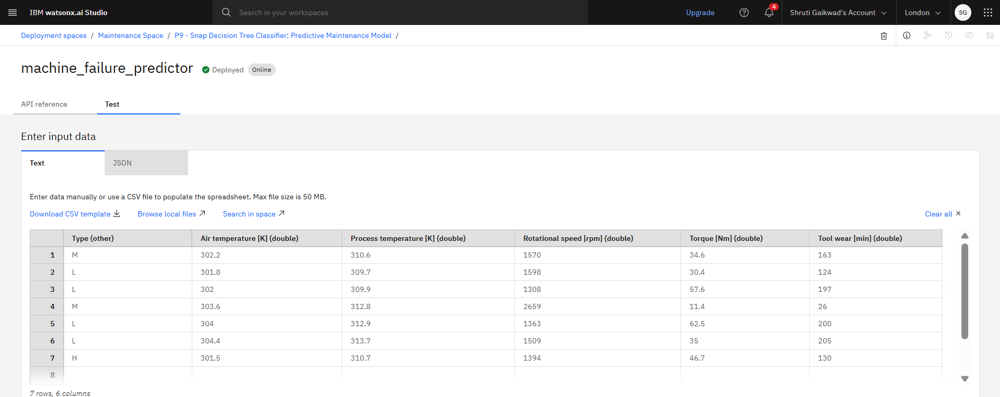 IBM watsonx.ai Studio Search in your workspaces Upgrade 4 Shruti Gaikwad's Account London SG
Deployment spaces / Maintenance Space / P9 - Snap Decision Tree Classifier: Predictive Maintenance Model /
machine_failure_predictor Deployed Online
API reference Test
Enter input data
Text JSON
Enter data manually or use a CSV file to populate the spreadsheet. Max file size is 50 MB.
Download CSV template Browse local files Search in space Clear all
Type (other) Air temperature [K] (double) Process temperature [K] (double) Rotational speed [rpm] (double) Torque [Nm] (double) Tool wear [min] (double)
1 M 302.2 310.6 1570 34.6 163
2 L 301.8 309.7 1598 30.4 124
3 L 302 309.9 1308 57.6 197
4 M 303.6 312.8 2659 11.4 26
5 L 304 312.9 1363 62.5 200
6 L 304.4 313.7 1509 35 205
7 H 301.5 310.7 1394 46.7 130
8
7 rows, 6 columns